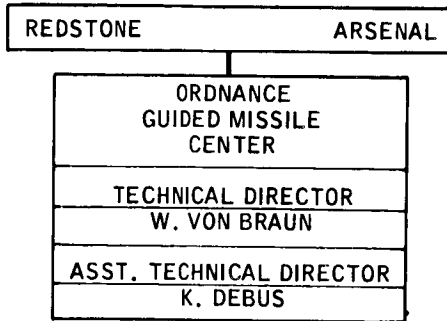 REDSTONE ARSENAL
ORDNANCE
GUIDED MISSILE
CENTER
TECHNICAL DIRECTOR
W. VON BRAUN
ASST. TECHNICAL DIRECTOR
K. DEBUS